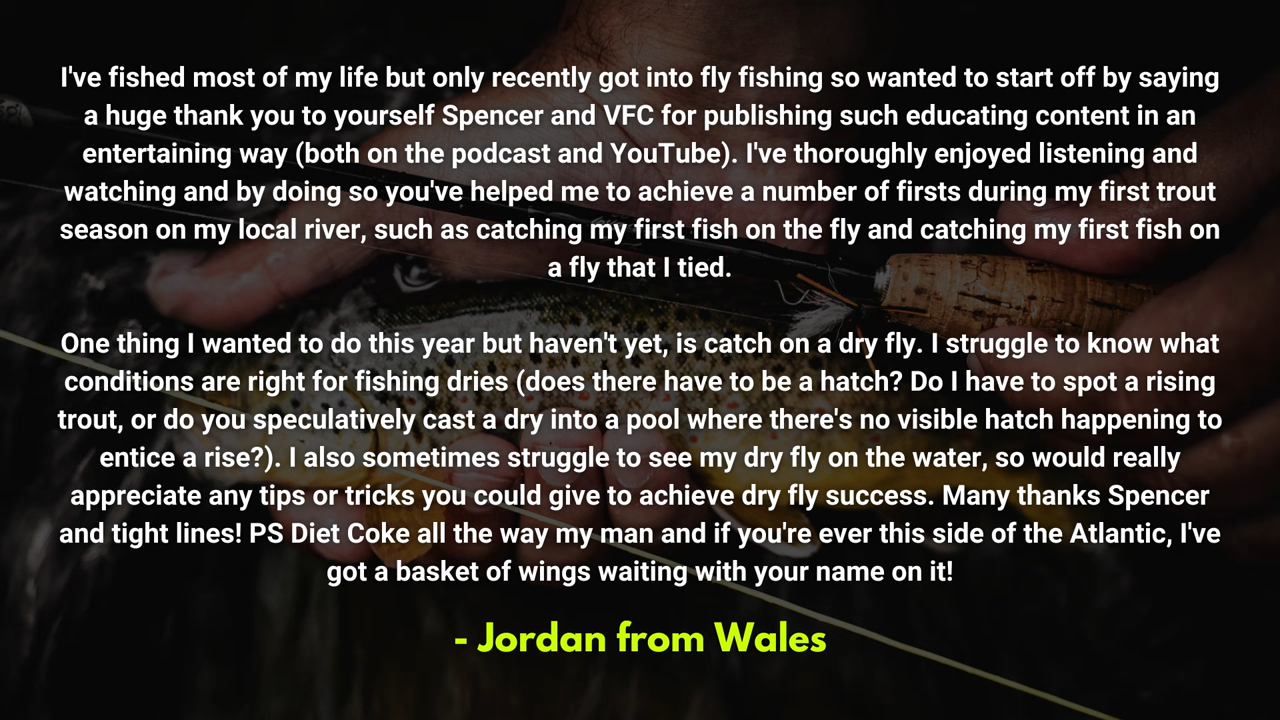 I've fished most of my life but only recently got into fly fishing so wanted to start off by saying
a huge thank you to yourself Spencer and VFC for publishing such educating content in an
entertaining way (both on the podcast and YouTube). I've thoroughly enjoyed listening and
watching and by doing so you've helped me to achieve a number of firsts during my first trout
season on my local river, such as catching my first fish on the fly and catching my first fish on
a fly that I tied.
One thing I wanted to do this year but haven't yet, is catch on a dry fly. I struggle to know what
conditions are right for fishing dries (does there have to be a hatch? Do I have to spot a rising
trout, or do you speculatively cast a dry into a pool where there's no visible hatch happening to
entice a rise?). I also sometimes struggle to see my dry fly on the water, so would really
appreciate any tips or tricks you could give to achieve dry fly success. Many thanks Spencer
and tight lines! PS Diet Coke all the way my man and if you're ever this side of the Atlantic, I've
got a basket of wings waiting with your name on it!
- Jordan from Wales